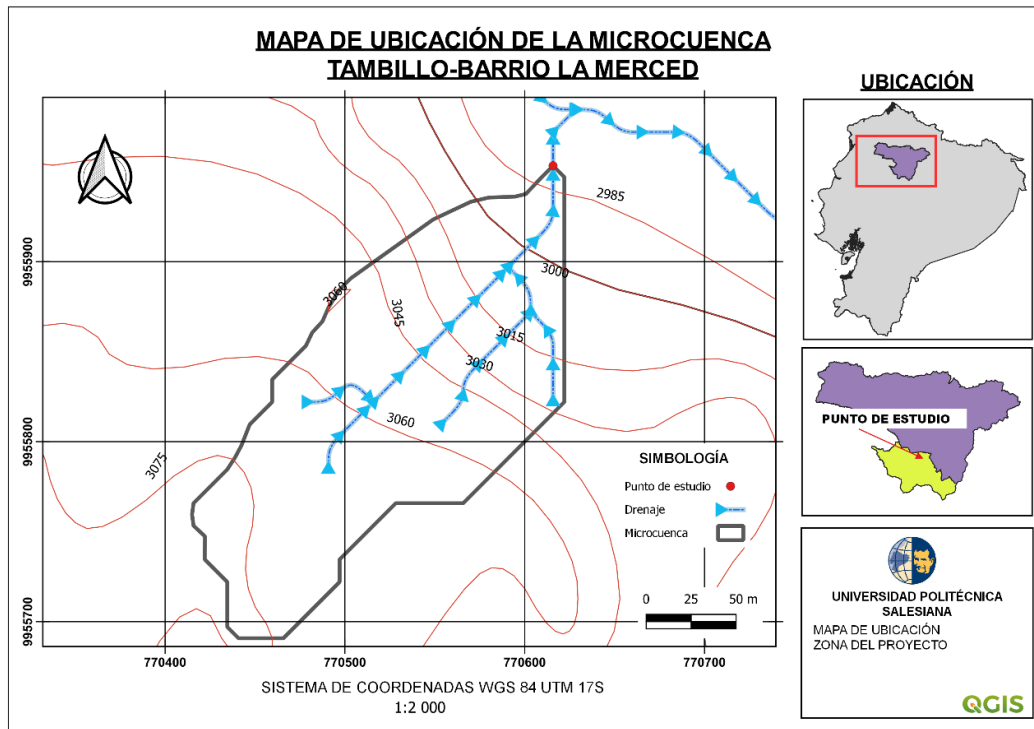 MAPA DE UBICACIÓN DE LA MICROCUENCA
TAMBILLO-BARRIO LA MERCED
UBICACIÓN
2985
9955900
3000
3060
3045
3015
3030
3060
9955800
3075
SIMBOLOGÍA
Punto de estudio
Drenaje
Microcuenca
0 25 50 m
9955700
770400 770500 770600 770700
SISTEMA DE COORDENADAS WGS 84 UTM 17S
1:2 000
PUNTO DE ESTUDIO
UNIVERSIDAD POLITÉCNICA
SALESIANA
MAPA DE UBICACIÓN
ZONA DEL PROYECTO
QGIS